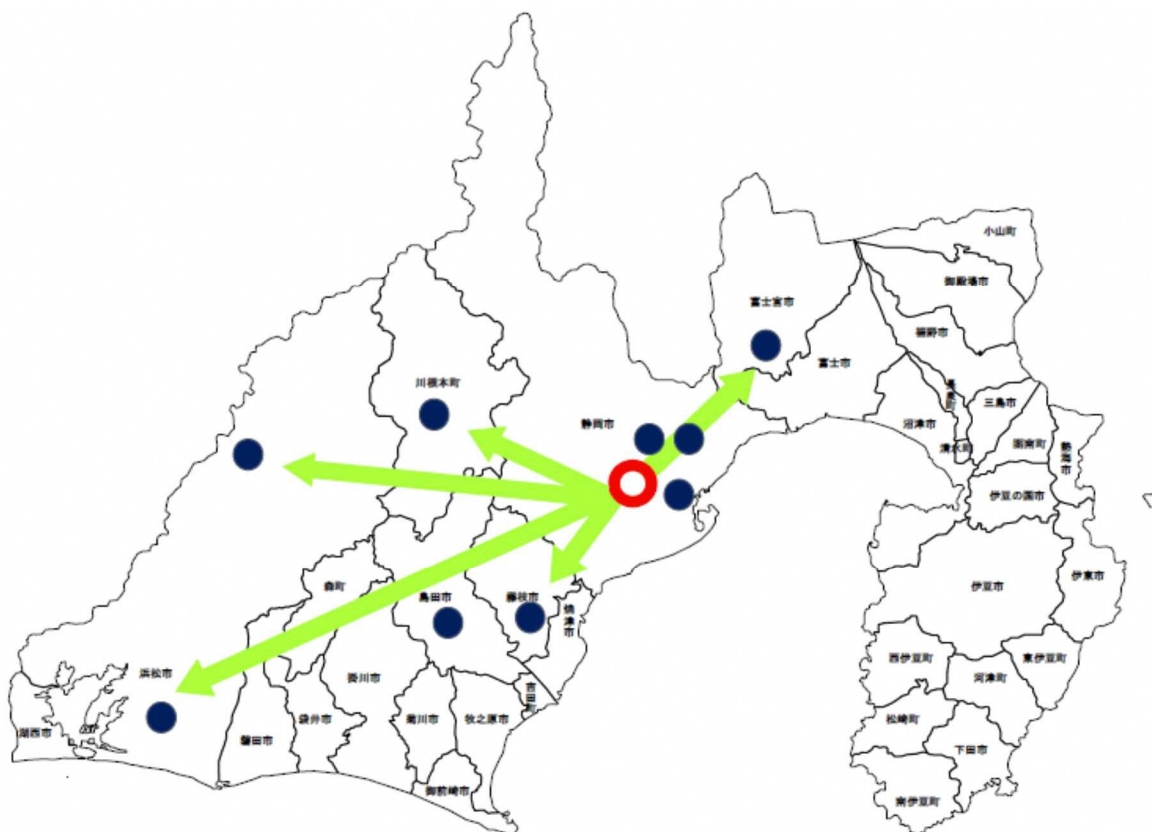 小山町
御殿場市
富士宮市
裾野市
富士市
川根本町
長泉町
三島市
静岡市
沼津市
清水町
函南町
熱海市
伊豆の国市
森町
島田市
藤枝市
焼津市
伊豆市
伊東市
浜松市
掛川市
西伊豆町
東伊豆町
河津町
吉田町
湖西市
磐田市
袋井市
菊川市
牧之原市
松崎町
下田市
御前崎市
南伊豆町